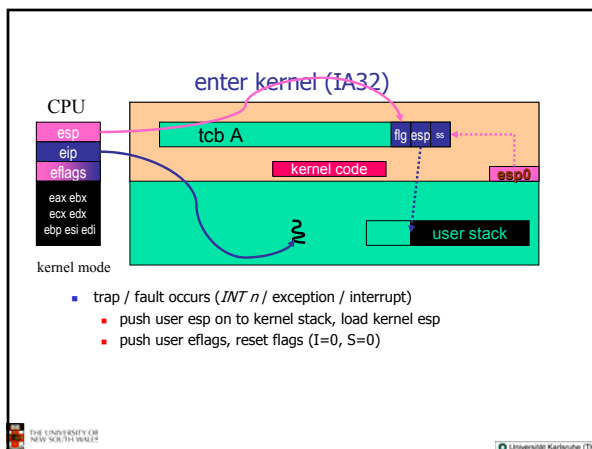 enter kernel (IA32)
CPU
esp
eip
eflags
eax ebx
ecx edx
ebp esi edi
kernel mode
tcb A
flg
esp
ss
kernel code
esp0
user stack
trap / fault occurs (INT n / exception / interrupt)
push user esp on to kernel stack, load kernel esp
push user eflags, reset flags (I=0, S=0)
THE UNIVERSITY OF
NEW SOUTH WALES
Universität Karlsruhe (TH